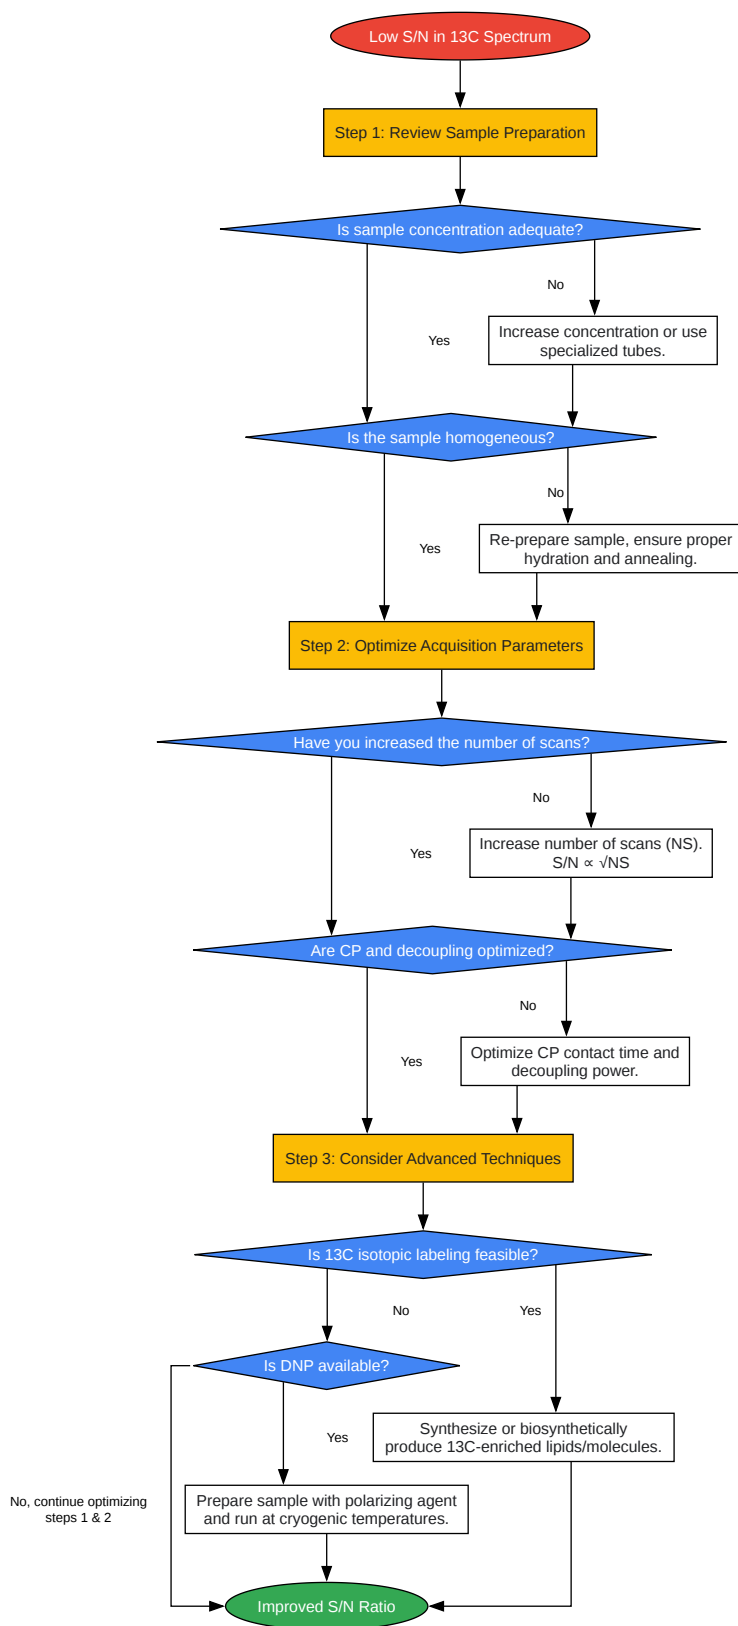 Low S/N in 13C Spectrum
Step 1: Review Sample Preparation
Is sample concentration adequate?
No
Increase concentration or use
specialized tubes.
Yes
Is the sample homogeneous?
No
Re-prepare sample, ensure proper
hydration and annealing.
Yes
Step 2: Optimize Acquisition Parameters
Have you increased the number of scans?
No
Increase number of scans (NS).
S/N ∝ √NS
Yes
Are CP and decoupling optimized?
No
Optimize CP contact time and
decoupling power.
Yes
Step 3: Consider Advanced Techniques
Is 13C isotopic labeling feasible?
No
Yes
Is DNP available?
Synthesize or biosynthetically
produce 13C-enriched lipids/molecules.
Yes
Prepare sample with polarizing agent
and run at cryogenic temperatures.
No, continue optimizing
steps 1 & 2
Improved S/N Ratio